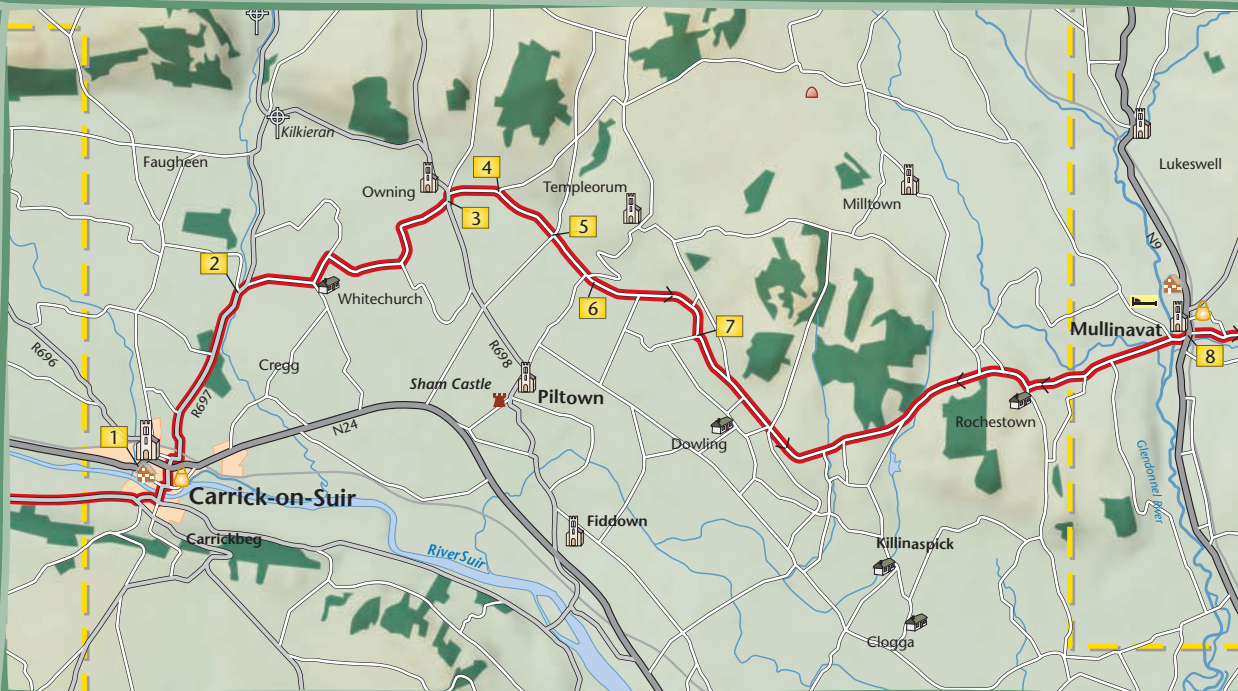 Kilkieran
Faugheen
Lukeswell
4
Owning
Templeorum
Milltown
3
5
N9
2
Whitechurch
6
7
Mullinavat
8
R696
R698
Cregg
Sham Castle
Piltown
R697
N24
Rochestown
1
Dowling
Glendonnel River
Carrick-on-Suir
Fiddown
Carrickbeg
Killinaspick
River Suir
Clogga